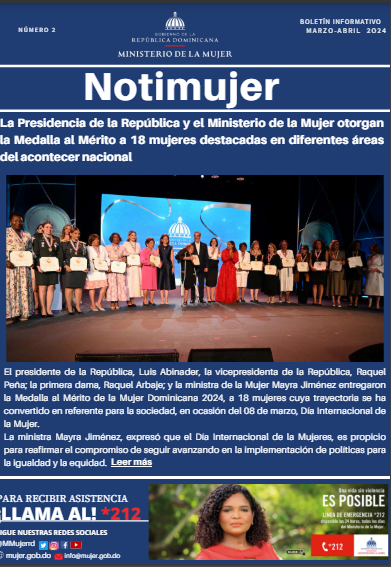 NÚMERO 2
GOBIERNO DE LA
REPÚBLICA DOMINICANA
MINISTERIO DE LA MUJER
BOLETÍN INFORMATIVO
MARZO-ABRIL 2024
Notimujer
La Presidencia de la República y el Ministerio de la Mujer otorgan
la Medalla al Mérito a 18 mujeres destacadas en diferentes áreas
del acontecer nacional
El presidente de la República, Luis Abinader, la vicepresidenta de la República, Raquel
Peña; la primera dama, Raquel Arbaje; y la ministra de la Mujer Mayra Jiménez entregaron
la Medalla al Mérito de la Mujer Dominicana 2024, a 18 mujeres cuya trayectoria se ha
convertido en referente para la sociedad, en ocasión del 08 de marzo, Día Internacional de
la Mujer.
La ministra Mayra Jiménez, expresó que el Día Internacional de la Mujeres, es propicio
para reafirmar el compromiso de seguir avanzando en la implementación de políticas para
la igualdad y la equidad. Leer más
PARA RECIBIR ASISTENCIA
¡LLAMA AL! *212
SIGUE NUESTRAS REDES SOCIALES
@MMujerrd
mujer.gob.do info@mujer.gob.do
Una vida sin violencia
ES POSIBLE
LINEA DE EMERGENCIA *212
disponible las 24 horas, todos los días
del Ministerio de la Mujer.
*212